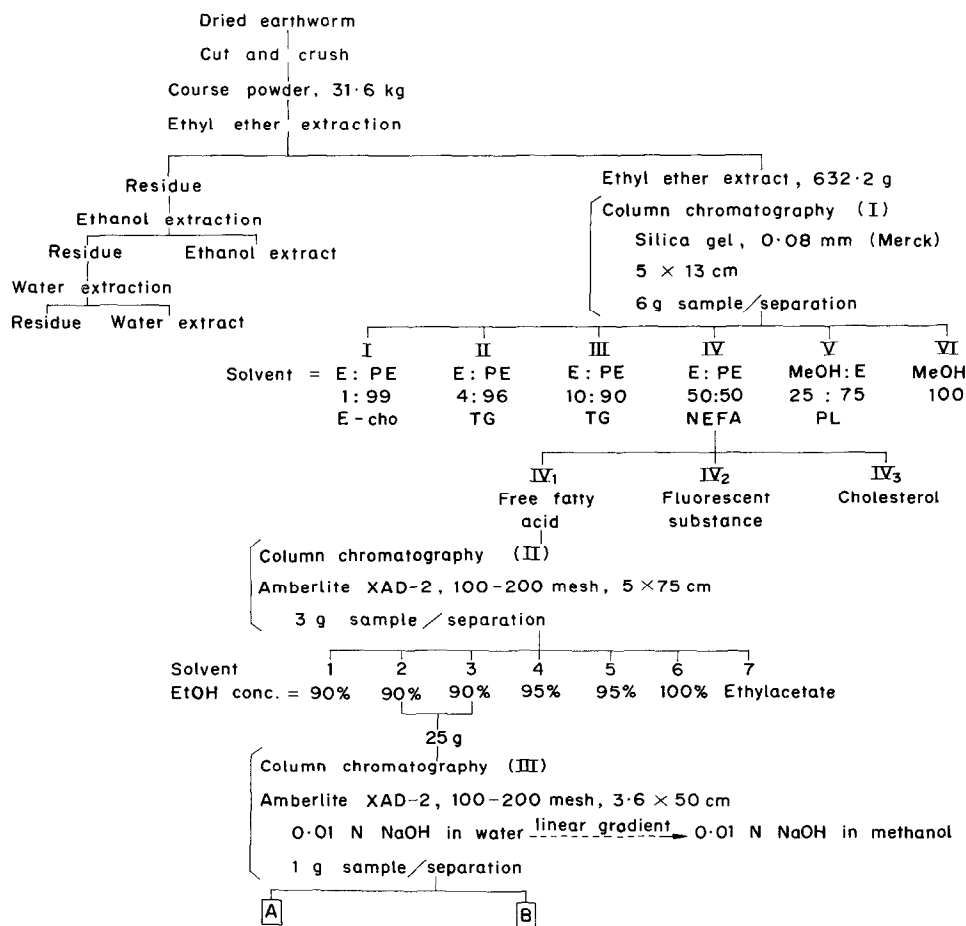 Dried earthworm
Cut and crush
Course powder, 31·6 kg
Ethyl ether extraction
Residue
Ethyl ether extract, 632·2 g
Ethanol extraction
Column chromatography (I)
Residue Ethanol extract
Silica gel, 0·08 mm (Merck)
5 × 13 cm
Water extraction
6g sample/separation
Residue Water extract
I II III IV V VI
Solvent = E: PE E: PE E: PE E: PE MeOH: E MeOH
1:99 4:96 10:90 50:50 25 : 75 100
E-cho TG TG NEFA PL
IV₁ IV₂ IV₃
Free fatty Fluorescent Cholesterol
acid substance
Column chromatography (II)
Amberlite XAD-2, 100-200 mesh, 5 ×75 cm
3 g sample/separation
Solvent 1 2 3 4 5 6 7
EtOH conc. = 90% 90% 90% 95% 95% 100% Ethylacetate
25 g
Column chromatography (III)
Amberlite XAD-2, 100-200 mesh, 3·6 × 50 cm
0·01 N NaOH in water linear gradient 0·01 N NaOH in methanol
1 g sample/separation
A B